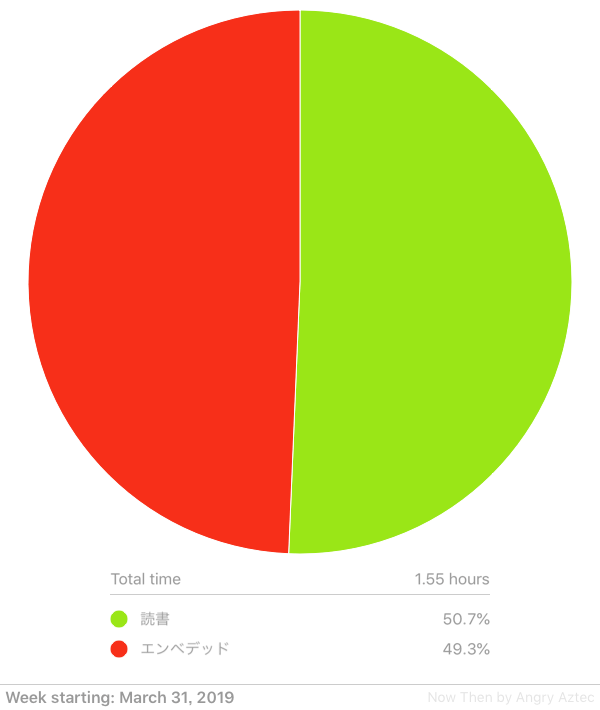 Total time 1.55 hours
読書 50.7%
エンベデッド 49.3%
Week starting: March 31, 2019 Now Then by Angry Aztec